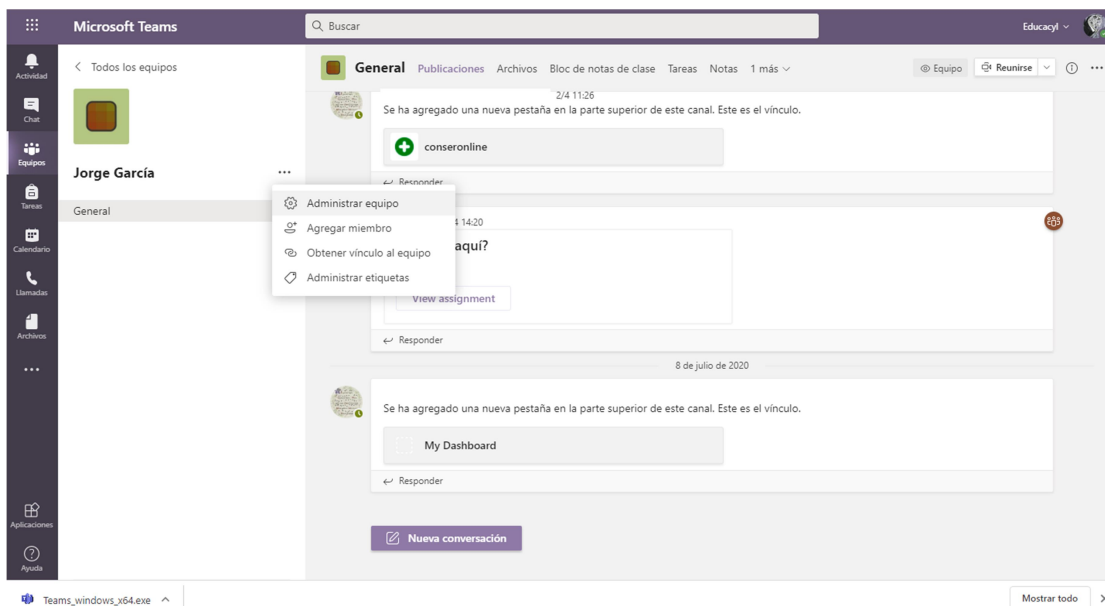 Microsoft Teams
Buscar
Educacyl
Actividad
Chat
Equipos
Tareas
Calendario
Llamadas
Archivos
Aplicaciones
Ayuda
Todos los equipos
Jorge García
General
Administrar equipo
Agregar miembro
Obtener vínculo al equipo
Administrar etiquetas
General Publicaciones Archivos Bloc de notas de clase Tareas Notas 1 más
Equipo
Reunirse
2/4 11:26
Se ha agregado una nueva pestaña en la parte superior de este canal. Este es el vínculo.
conseronline
Responder
14:20
aquí?
View assignment
Responder
8 de julio de 2020
Se ha agregado una nueva pestaña en la parte superior de este canal. Este es el vínculo.
My Dashboard
Responder
Nueva conversación
Teams_windows_x64.exe
Mostrar todo